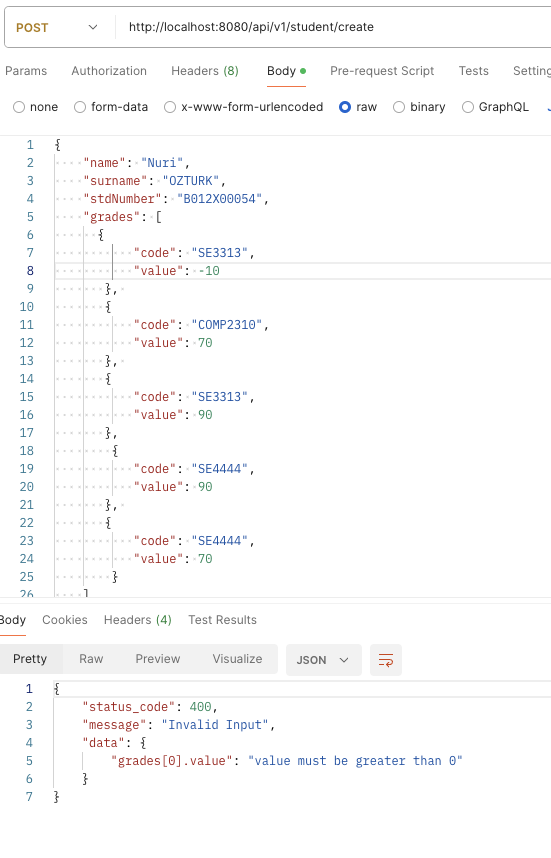 POST http://localhost:8080/api/v1/student/create
Params Authorization Headers (8) Body Pre-request Script Tests Setting
none form-data x-www-form-urlencoded raw binary GraphQL
1 {
2 "name": "Nuri",
3 "surname": "OZTURK",
4 "stdNumber": "B012X00054",
5 "grades": [
6 {
7 "code": "SE3313",
8 "value": -10
9 },
10 {
11 "code": "COMP2310",
12 "value": 70
13 },
14 {
15 "code": "SE3313",
16 "value": 90
17 },
18 {
19 "code": "SE4444",
20 "value": 90
21 },
22 {
23 "code": "SE4444",
24 "value": 70
25 }
26 ]
Body Cookies Headers (4) Test Results
Pretty Raw Preview Visualize JSON
1 {
2 "status_code": 400,
3 "message": "Invalid Input",
4 "data": {
5 "grades[0].value": "value must be greater than 0"
6 }
7 }